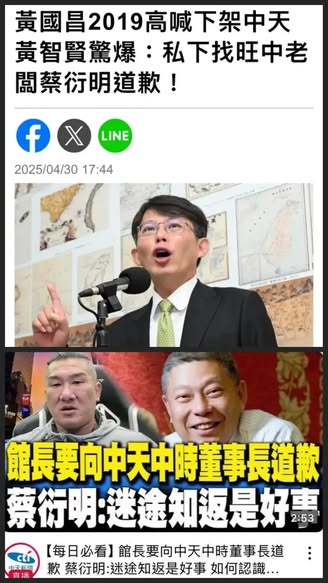 黃國昌2019高喊下架中天
黃智賢驚爆：私下找旺中老
闆蔡衍明道歉！
LINE
2025/04/30 17:44
館長要向中天中時董事長道歉
蔡衍明:迷途知返是好事
2:53
cti
中天新聞
直播
【每日必看】館長要向中天中時董事長道
歉 蔡衍明:迷途知返是好事 如何認識...